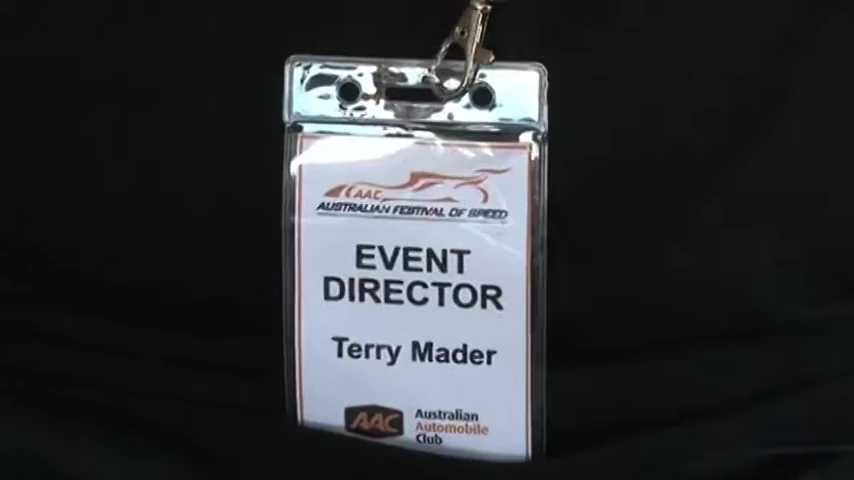 AAC
AUSTRALIAN FESTIVAL OF SPEED
EVENT
DIRECTOR
Terry Mader
AAC
Australian
Automobile
Club